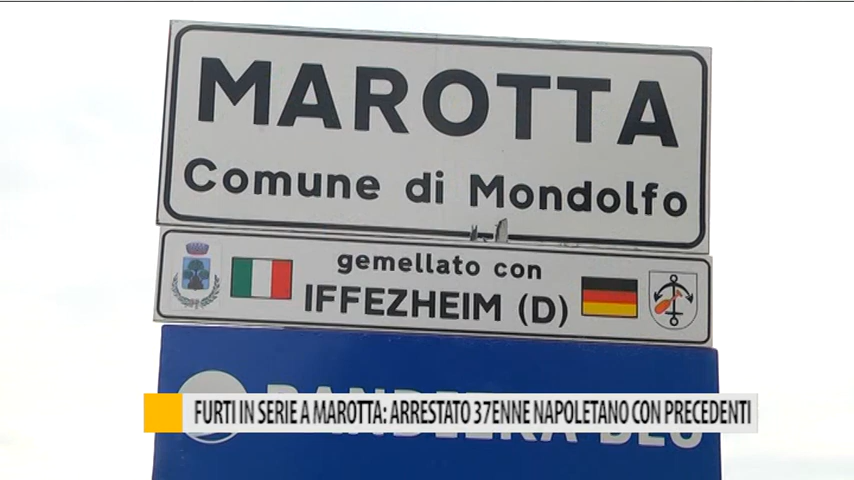 MAROTTA
Comune di Mondolfo
gemellato con
IFFEZHEIM (D)
FURTI IN SERIE A MAROTTA: ARRESTATO 37ENNE NAPOLETANO CON PRECEDENTI